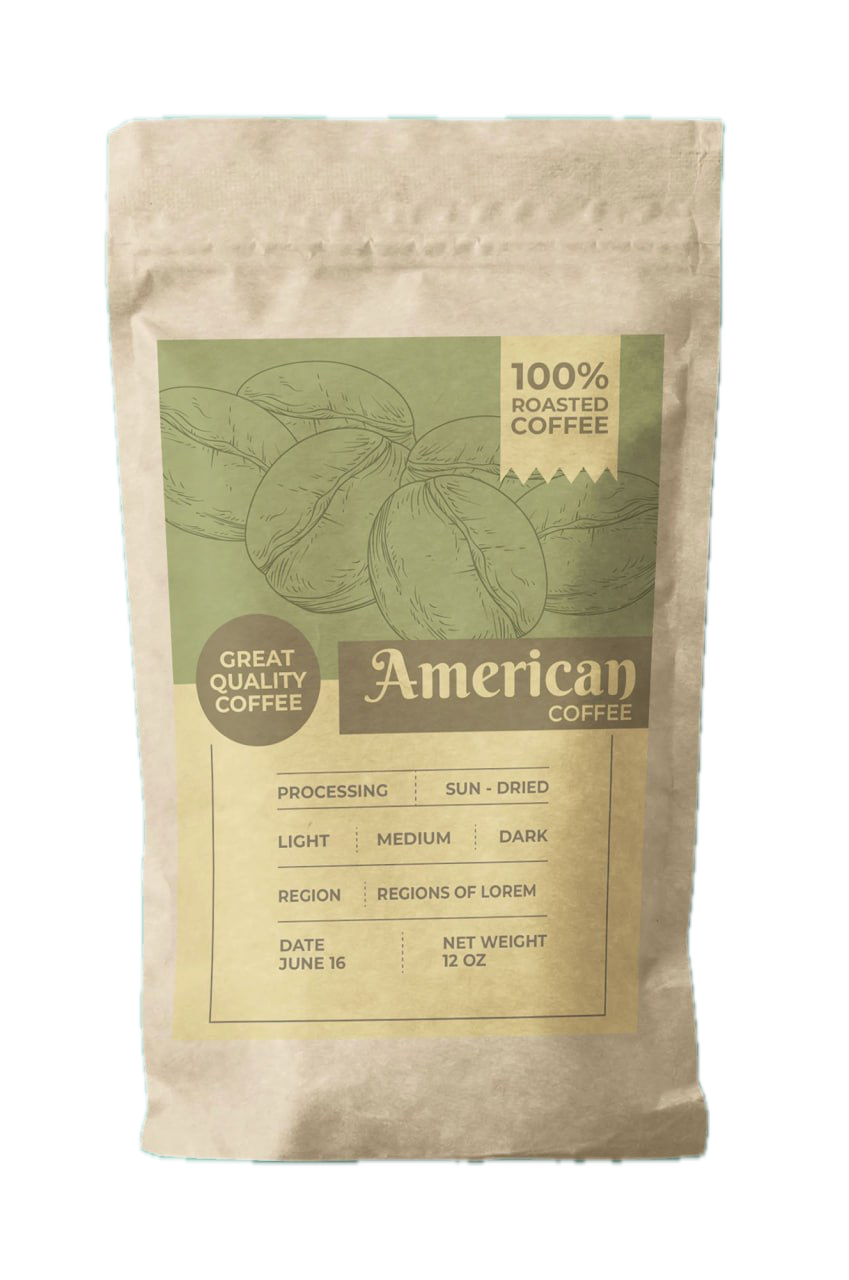 100%
ROASTED
COFFEE
GREAT
QUALITY
COFFEE
American
COFFEE
PROCESSING SUN - DRIED
LIGHT MEDIUM DARK
REGION REGIONS OF LOREM
DATE NET WEIGHT
JUNE 16 12 OZ